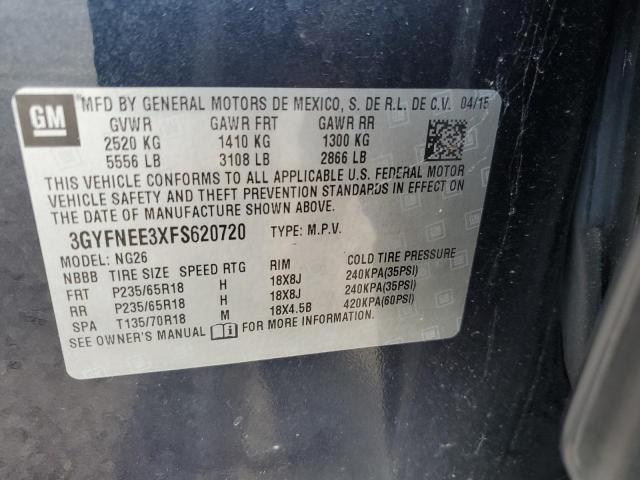 GM
MFD BY GENERAL MOTORS DE MEXICO, S. DE R.L. DE C.V. 04/15
GVWR GAWR FRT GAWR RR
2520 KG 1410 KG 1300 KG
5556 LB 3108 LB 2866 LB
THIS VEHICLE CONFORMS TO ALL APPLICABLE U.S. FEDERAL MOTOR
VEHICLE SAFETY AND THEFT PREVENTION STANDARDS IN EFFECT ON
THE DATE OF MANUFACTURE SHOWN ABOVE.
3GYFNEE3XFS620720 TYPE: M.P.V.
MODEL: NG26
NBBB TIRE SIZE SPEED RTG RIM COLD TIRE PRESSURE
FRT P235/65R18 H 18X8J 240KPA(35PSI)
RR P235/65R18 H 18X8J 240KPA(35PSI)
SPA T135/70R18 M 18X4.5B 420KPA(60PSI)
SEE OWNER'S MANUAL FOR MORE INFORMATION.